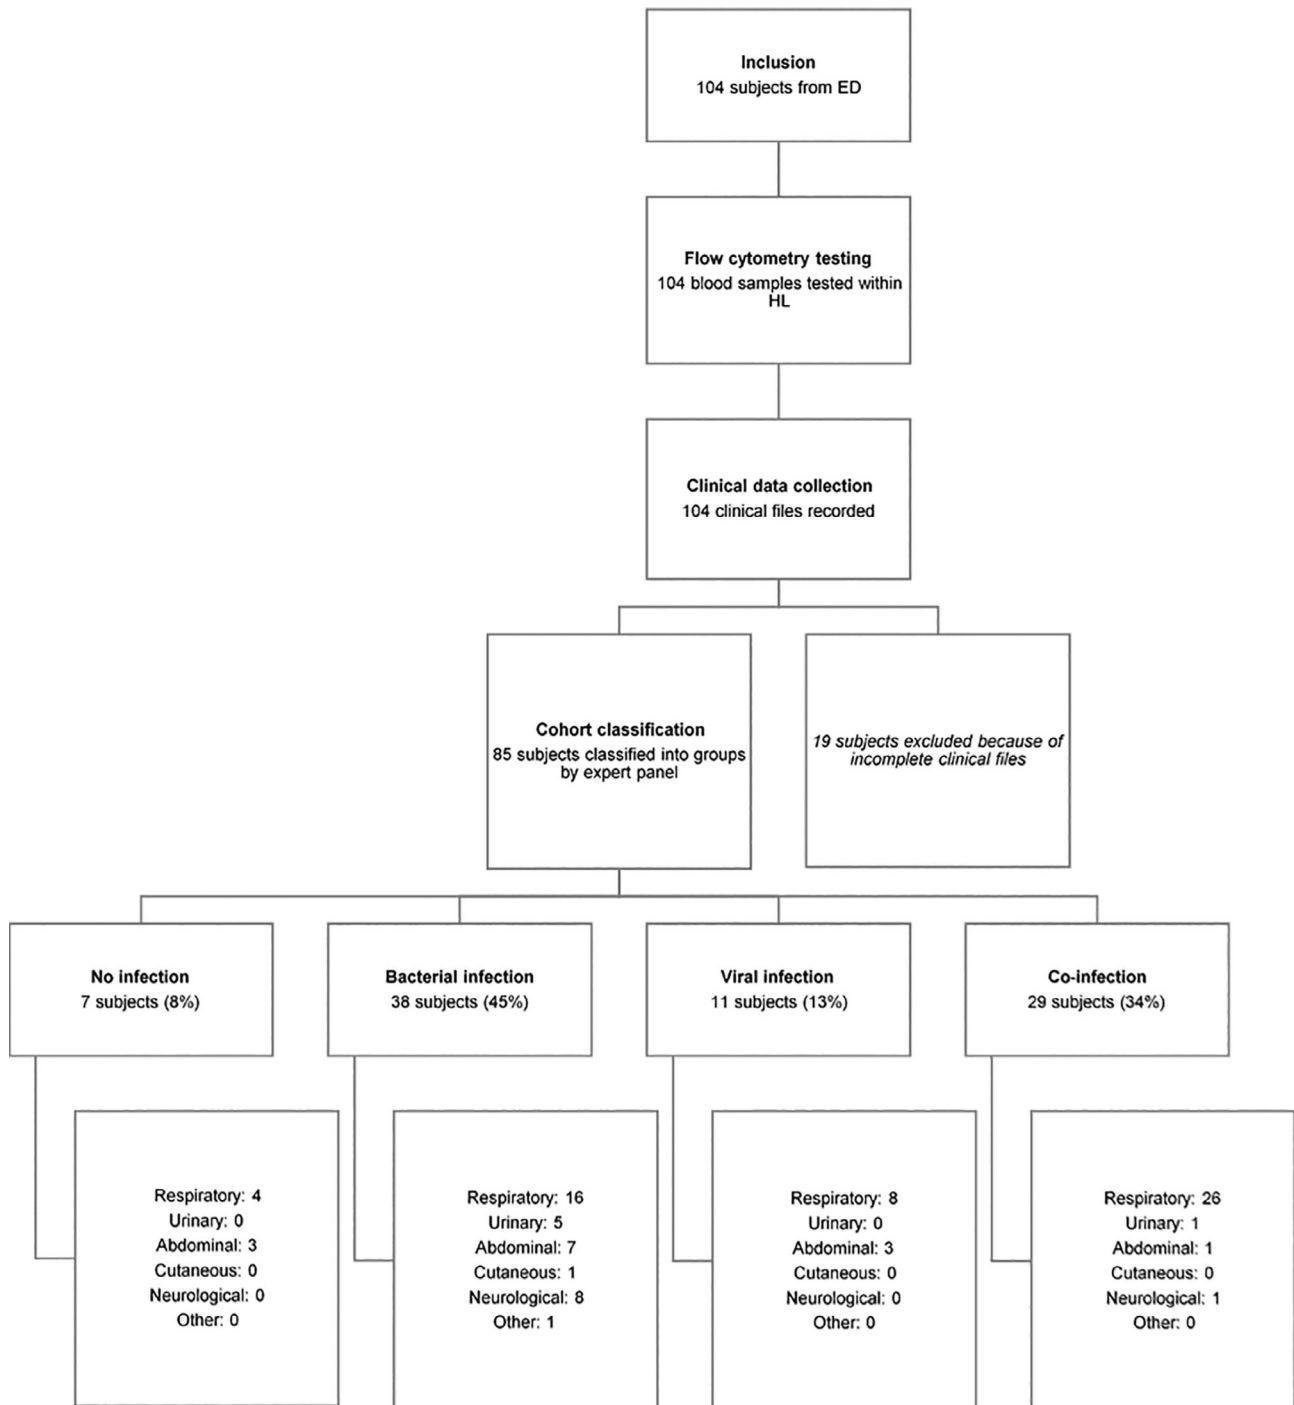 Inclusion
104 subjects from ED
Flow cytometry testing
104 blood samples tested within
HL
Clinical data collection
104 clinical files recorded
Cohort classification
85 subjects classified into groups
by expert panel
19 subjects excluded because of
incomplete clinical files
No infection
7 subjects (8%)
Bacterial infection
38 subjects (45%)
Viral infection
11 subjects (13%)
Co-infection
29 subjects (34%)
Respiratory: 4
Urinary: 0
Abdominal: 3
Cutaneous: 0
Neurological: 0
Other: 0
Respiratory: 16
Urinary: 5
Abdominal: 7
Cutaneous: 1
Neurological: 8
Other: 1
Respiratory: 8
Urinary: 0
Abdominal: 3
Cutaneous: 0
Neurological: 0
Other: 0
Respiratory: 26
Urinary: 1
Abdominal: 1
Cutaneous: 0
Neurological: 1
Other: 0